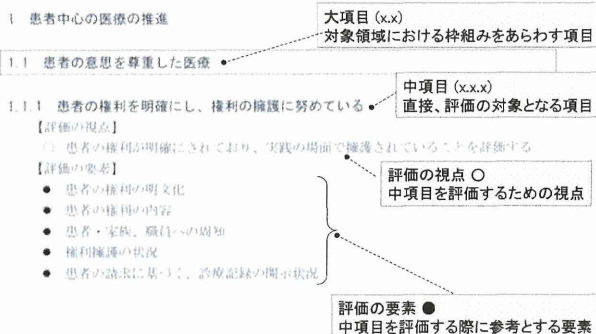 1 患者中心の医療の推進
大項目 (x.x)
対象領域における枠組みをあらわす項目
1.1 患者の意思を尊重した医療
中項目 (x.x.x)
直接、評価の対象となる項目
1.1.1 患者の権利を明確にし、権利の擁護に努めている
【評価の視点】
○ 患者の権利が明確にされており、実践の場面で擁護されていることを評価する
【評価の要素】
評価の視点 ○
中項目を評価するための視点
● 患者の権利の明文化
● 患者の権利の内容
● 患者・家族、職員への周知
● 権利擁護の状況
● 患者の請求に基づく、診療記録の開示状況
評価の要素 ●
中項目を評価する際に参考とする要素